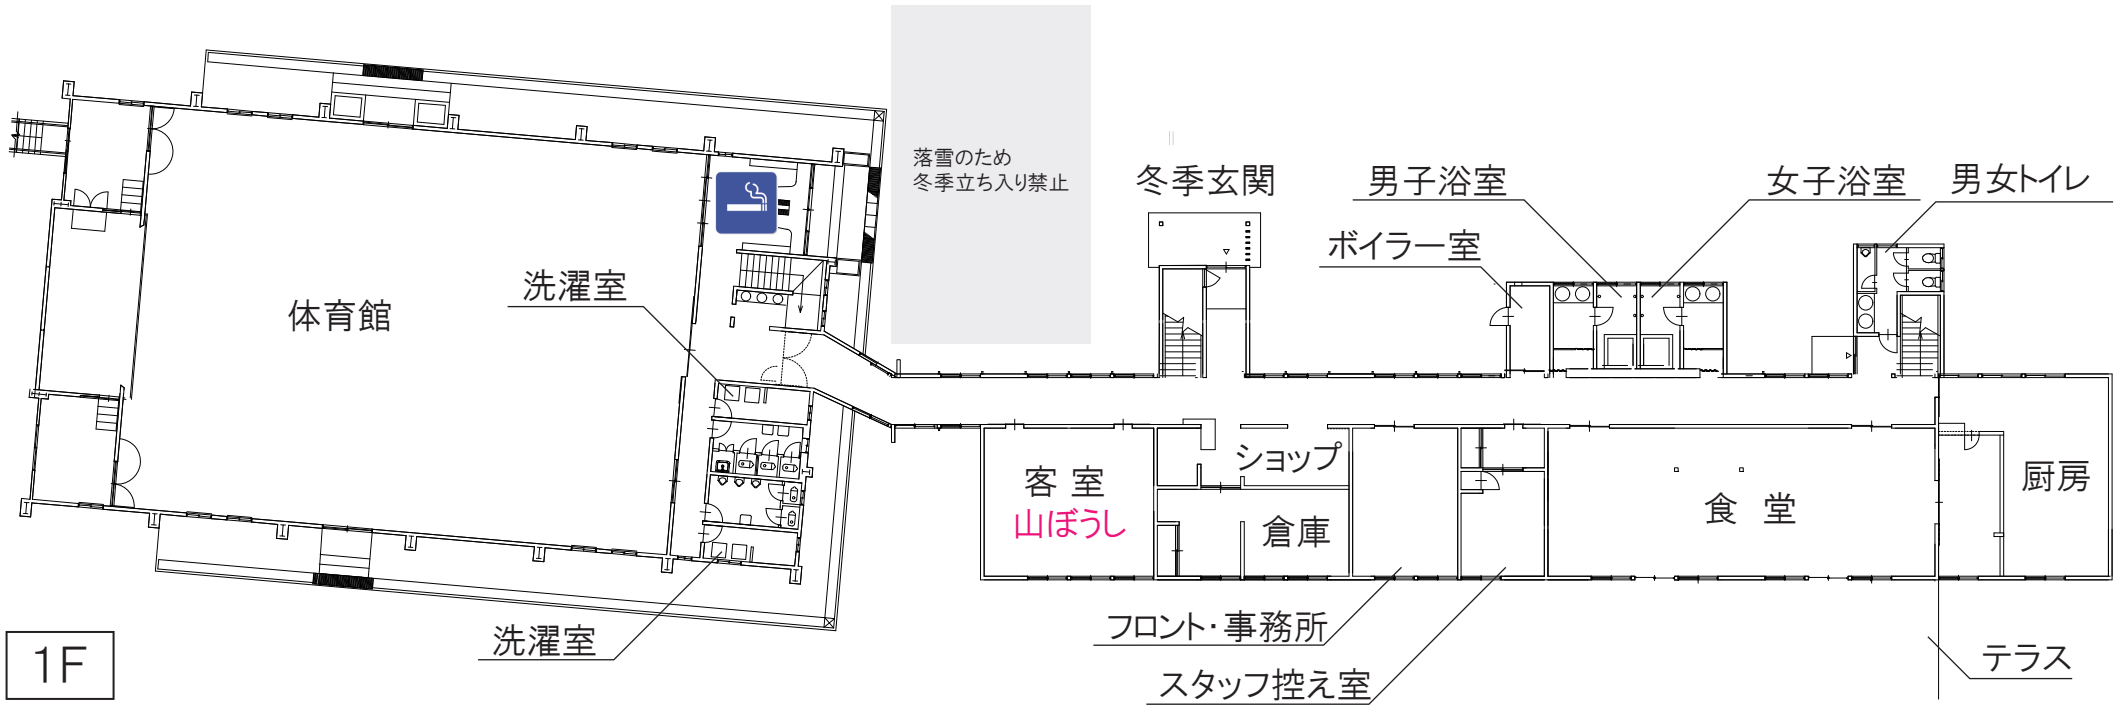 落雪のため
冬季立ち入り禁止
冬季玄関
男子浴室
女子浴室
男女トイレ
ボイラー室
洗濯室
体育館
ショップ
客室
山ぼうし
倉庫
食堂
厨房
フロント・事務所
洗濯室
スタッフ控え室
テラス
1F